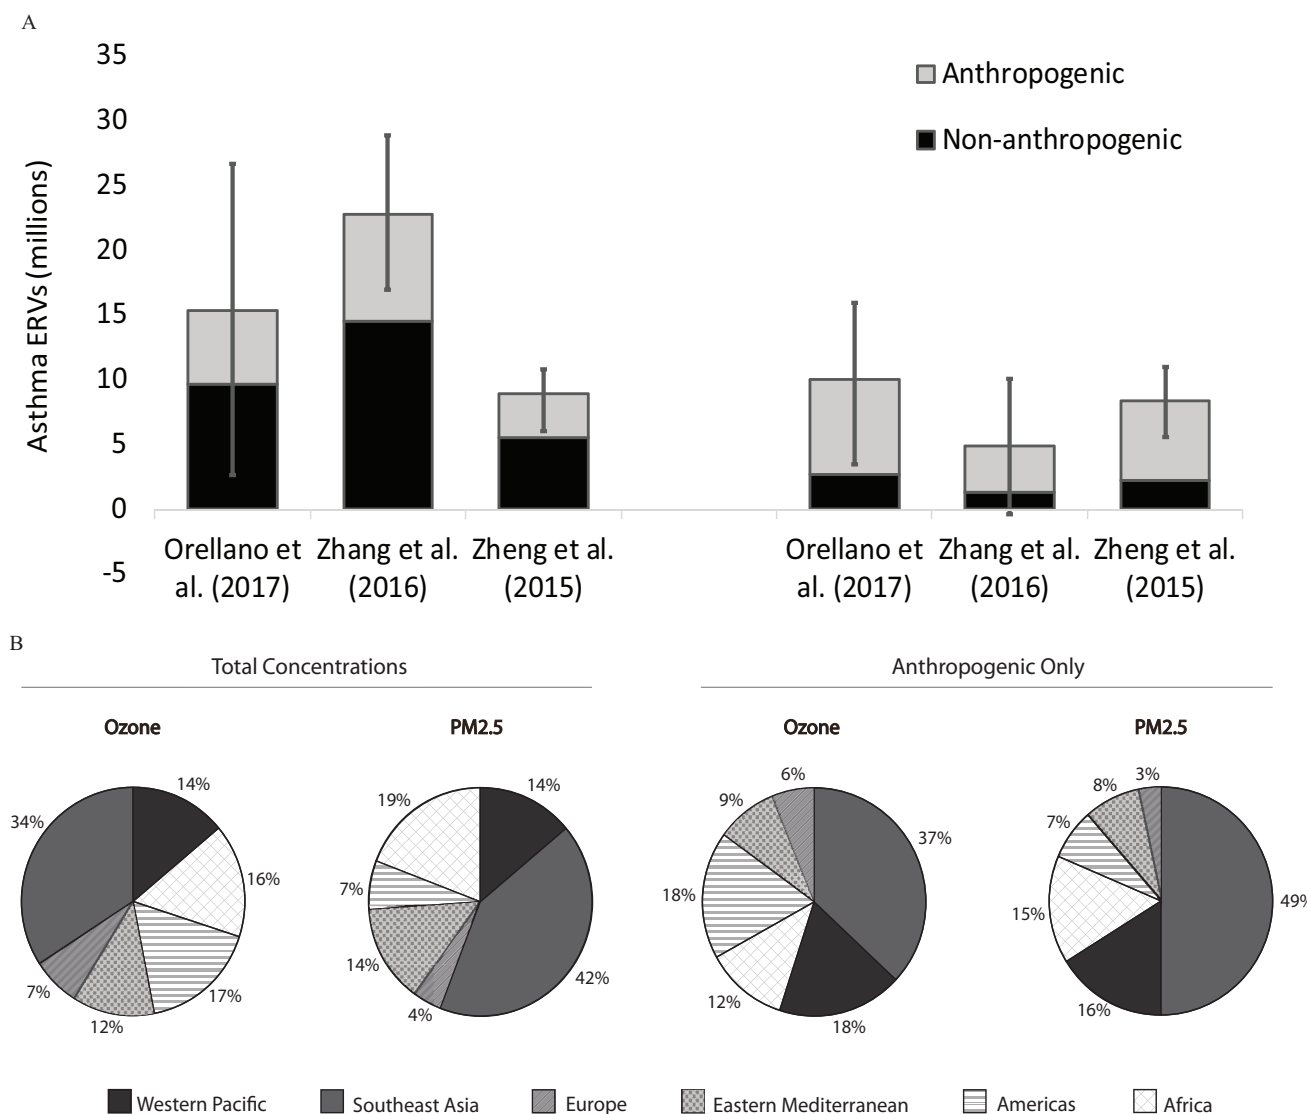 A
35
30
25
20
15
10
5
0
-5
Asthma ERVs (millions)
Anthropogenic
Non-anthropogenic
Orellano et al. (2017)
Zhang et al. (2016)
Zheng et al. (2015)
Orellano et al. (2017)
Zhang et al. (2016)
Zheng et al. (2015)
B
Total Concentrations
Anthropogenic Only
Ozone
PM2.5
Ozone
PM2.5
14%
16%
17%
12%
7%
34%
14%
42%
4%
14%
7%
19%
37%
18%
12%
18%
9%
6%
49%
16%
15%
7%
8%
3%
Western Pacific
Southeast Asia
Europe
Eastern Mediterranean
Americas
Africa